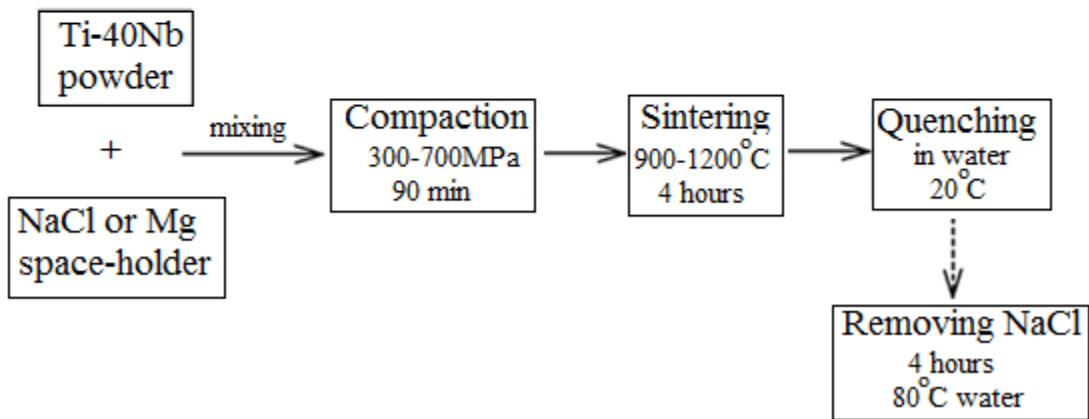 Ti-40Nb
powder
+
NaCl or Mg
space-holder
mixing
Compaction
300-700MPa
90 min
Sintering
900-1200°C
4 hours
Quenching
in water
20°C
Removing NaCl
4 hours
80°C water